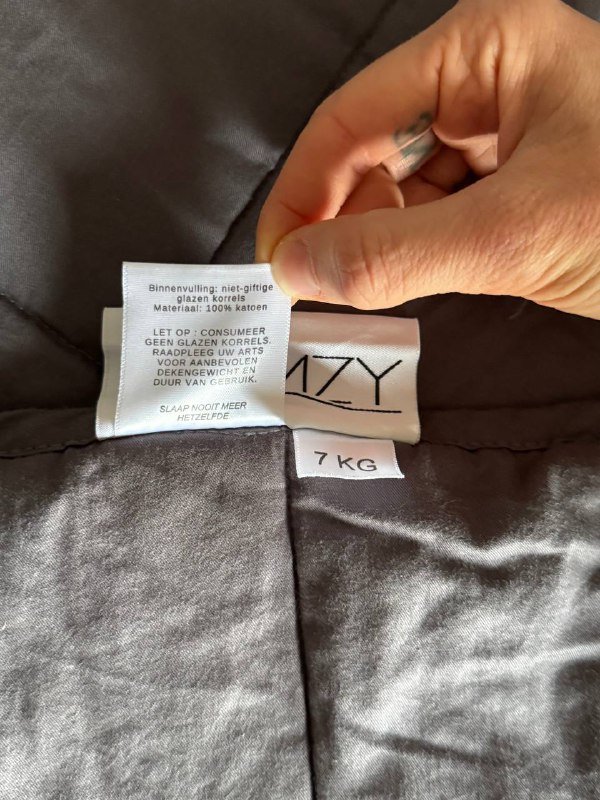 Binnenvulling: niet-giftige
glazen korrels
Materiaal: 100% katoen
LET OP : CONSUMEER
GEEN GLAZEN KORRELS.
RAADPLEEG UW ARTS
VOOR AANBEVOLEN
DEKENGEWICHT EN
DUUR VAN GEBRUIK.
SLAAP NOOIT MEER
HETZELFDE
7 KG